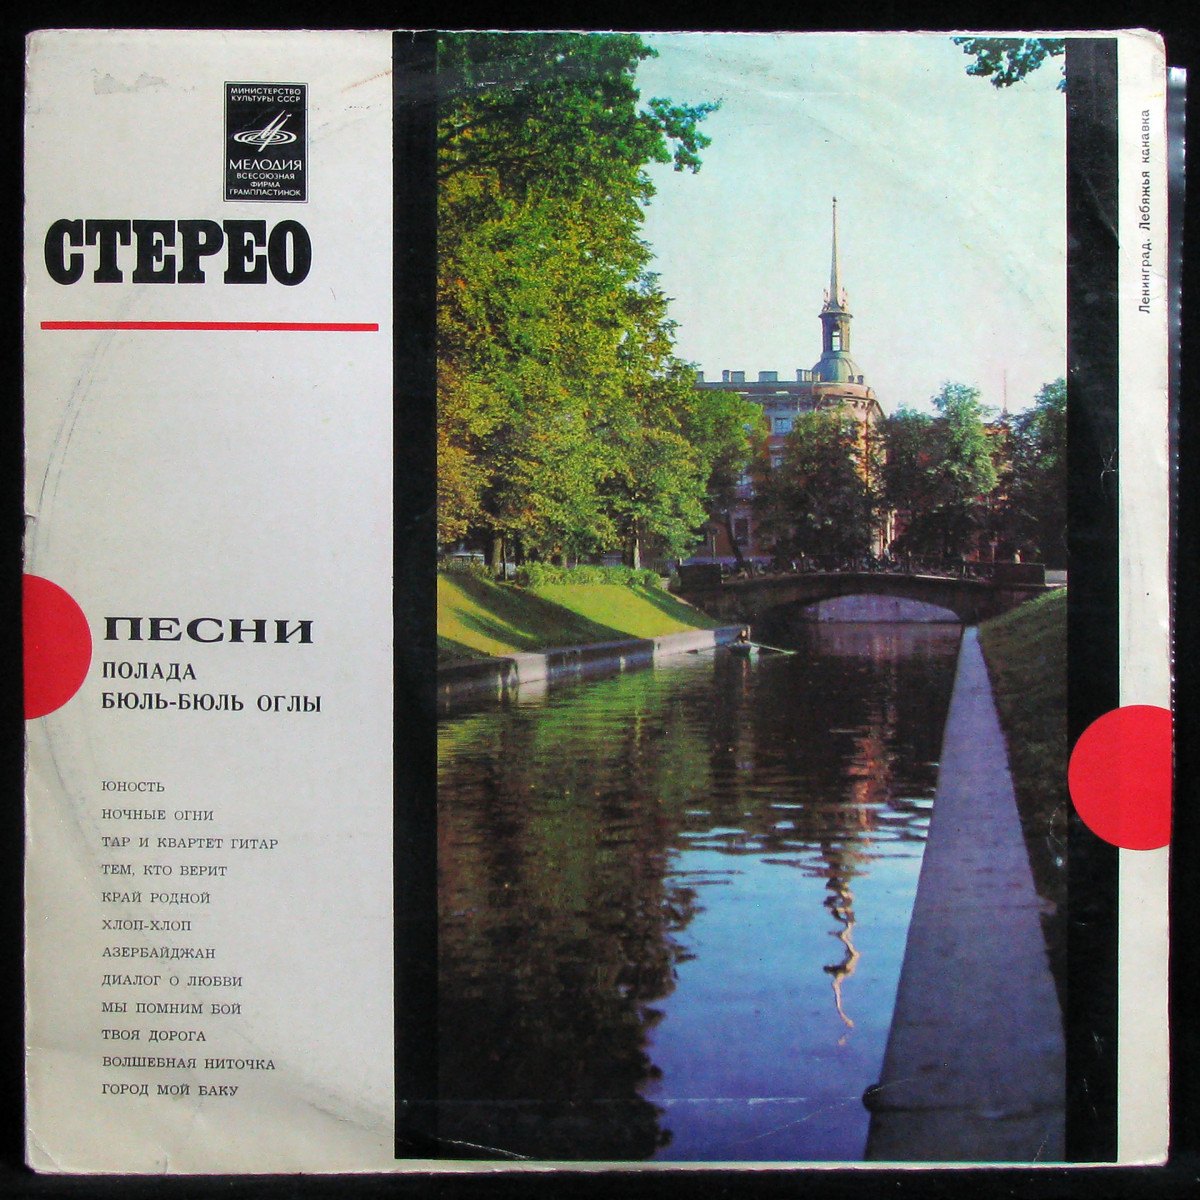 МИНИСТЕРСТВО
КУЛЬТУРЫ СССР
МЕЛОДИЯ
ВСЕСОЮЗНАЯ
ФИРМА
ГРАМПЛАСТИНОК
СТЕРЕО
ПЕСНИ
ПОЛАДА
БЮЛЬ-БЮЛЬ ОГЛЫ
ЮНОСТЬ
НОЧНЫЕ ОГНИ
ТАР И КВАРТЕТ ГИТАР
ТЕМ, КТО ВЕРИТ
КРАЙ РОДНОЙ
ХЛОП-ХЛОП
АЗЕРБАЙДЖАН
ДИАЛОГ О ЛЮБВИ
МЫ ПОМНИМ БОЙ
ТВОЯ ДОРОГА
ВОЛШЕБНАЯ НИТОЧКА
ГОРОД МОЙ БАКУ
Ленинград. Лебяжья канавка